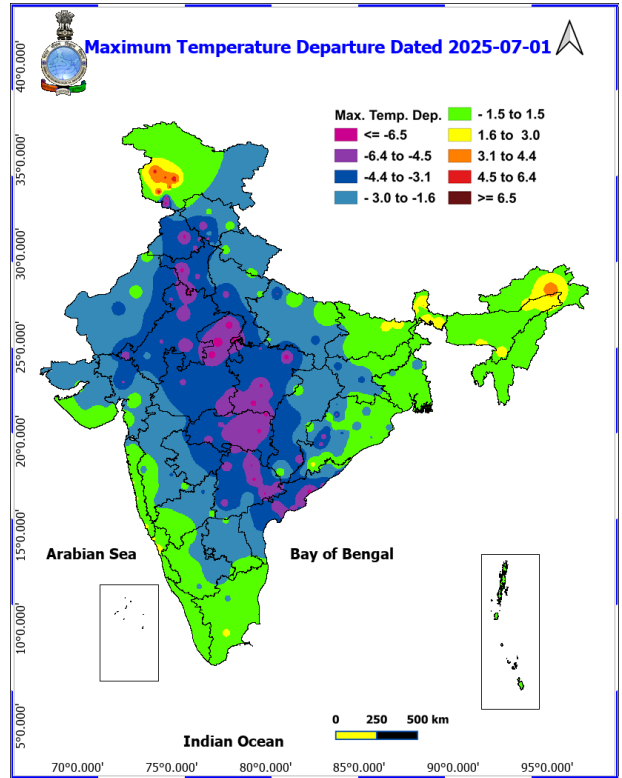 Maximum Temperature Departure Dated 2025-07-01
Max. Temp. Dep.
<= -6.5
-6.4 to -4.5
-4.4 to -3.1
- 3.0 to -1.6
- 1.5 to 1.5
1.6 to 3.0
3.1 to 4.4
4.5 to 6.4
>= 6.5
40°0.000'
35°0.000'
30°0.000'
25°0.000'
20°0.000'
15°0.000'
10°0.000'
5°0.000'
Arabian Sea
Bay of Bengal
Indian Ocean
0 250 500 km
70°0.000' 75°0.000' 80°0.000' 85°0.000' 90°0.000' 95°0.000'